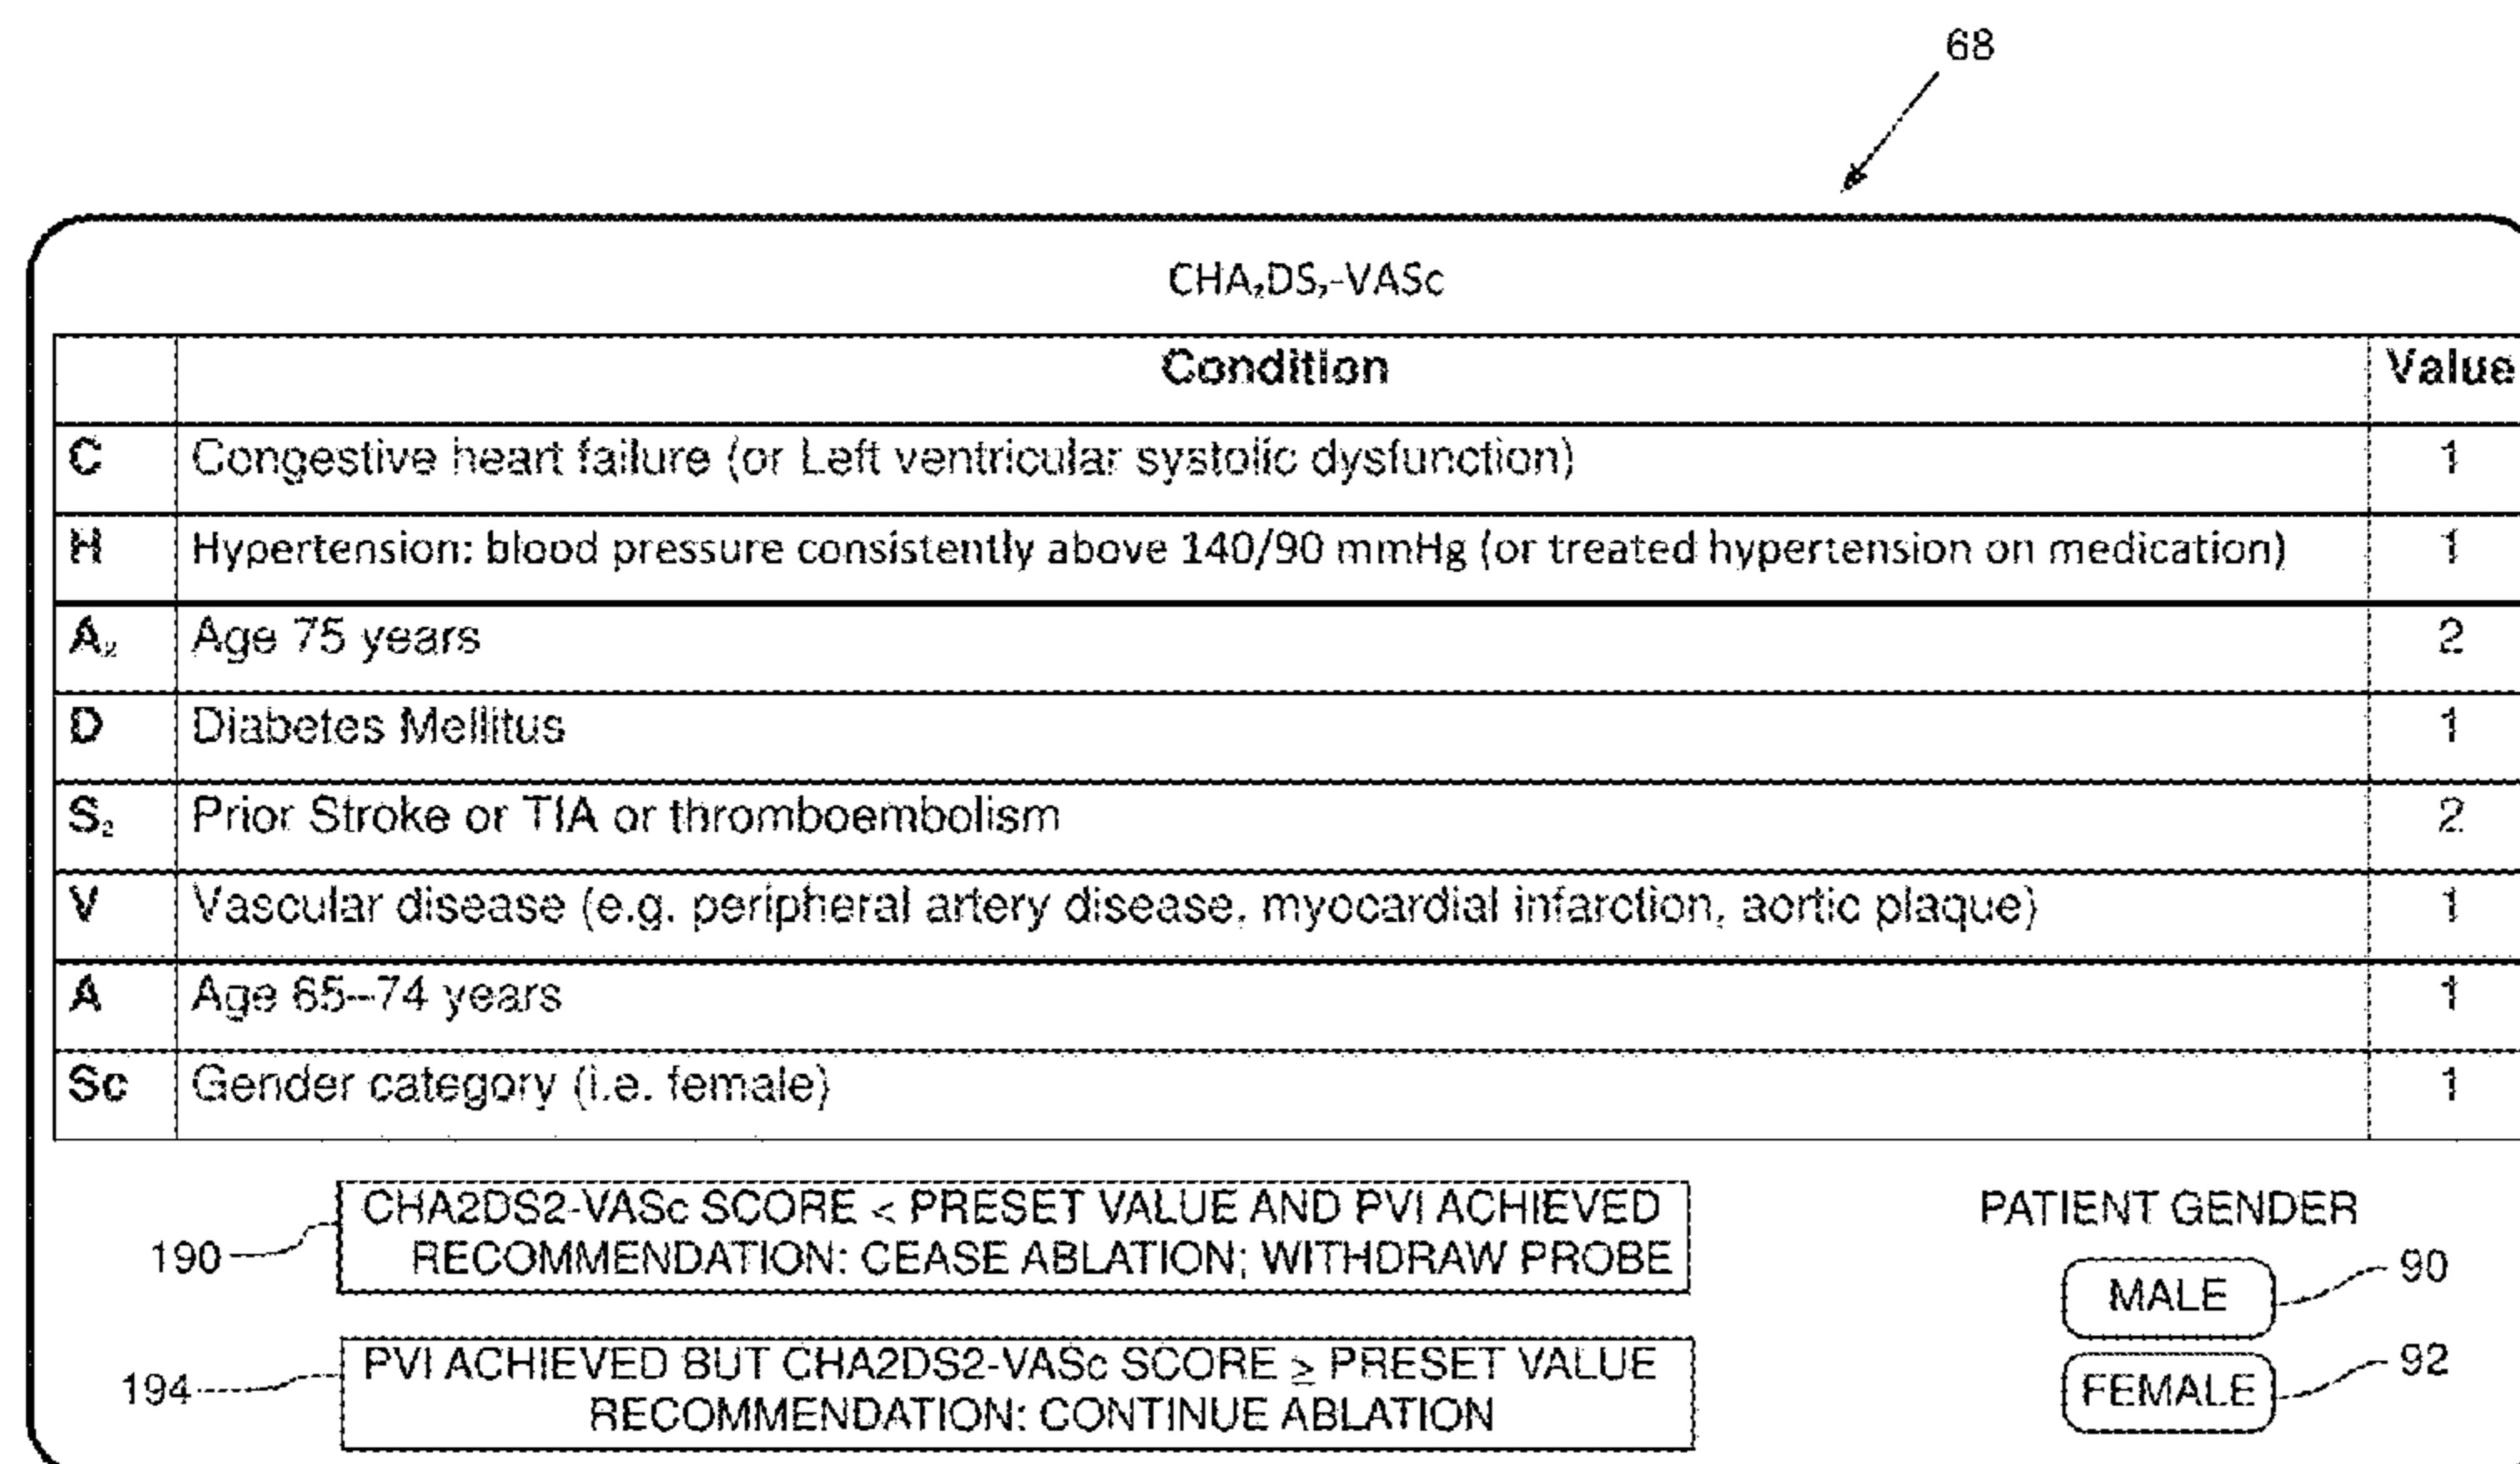 68
CHA₂DS₂-VASc
Condition Value
C Congestive heart failure (or Left ventricular systolic dysfunction) 1
H Hypertension: blood pressure consistently above 140/90 mmHg (or treated hypertension on medication) 1
A₂ Age 75 years 2
D Diabetes Mellitus 1
S₂ Prior Stroke or TIA or thromboembolism 2
V Vascular disease (e.g. peripheral artery disease, myocardial infarction, aortic plaque) 1
A Age 65–74 years 1
Sc Gender category (i.e. female) 1
CHA2DS2-VASc SCORE < PRESET VALUE AND PVI ACHIEVED
RECOMMENDATION: CEASE ABLATION; WITHDRAW PROBE
190
PVI ACHIEVED BUT CHA2DS2-VASc SCORE ≥ PRESET VALUE
RECOMMENDATION: CONTINUE ABLATION
194
PATIENT GENDER
MALE 90
FEMALE 92